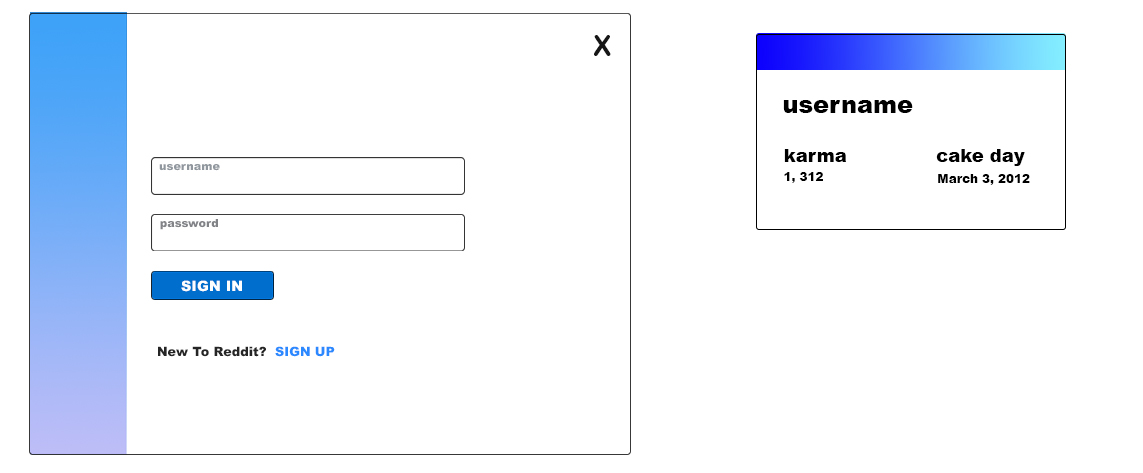 X
username
password
SIGN IN
New To Reddit? SIGN UP
username
karma
1, 312
cake day
March 3, 2012